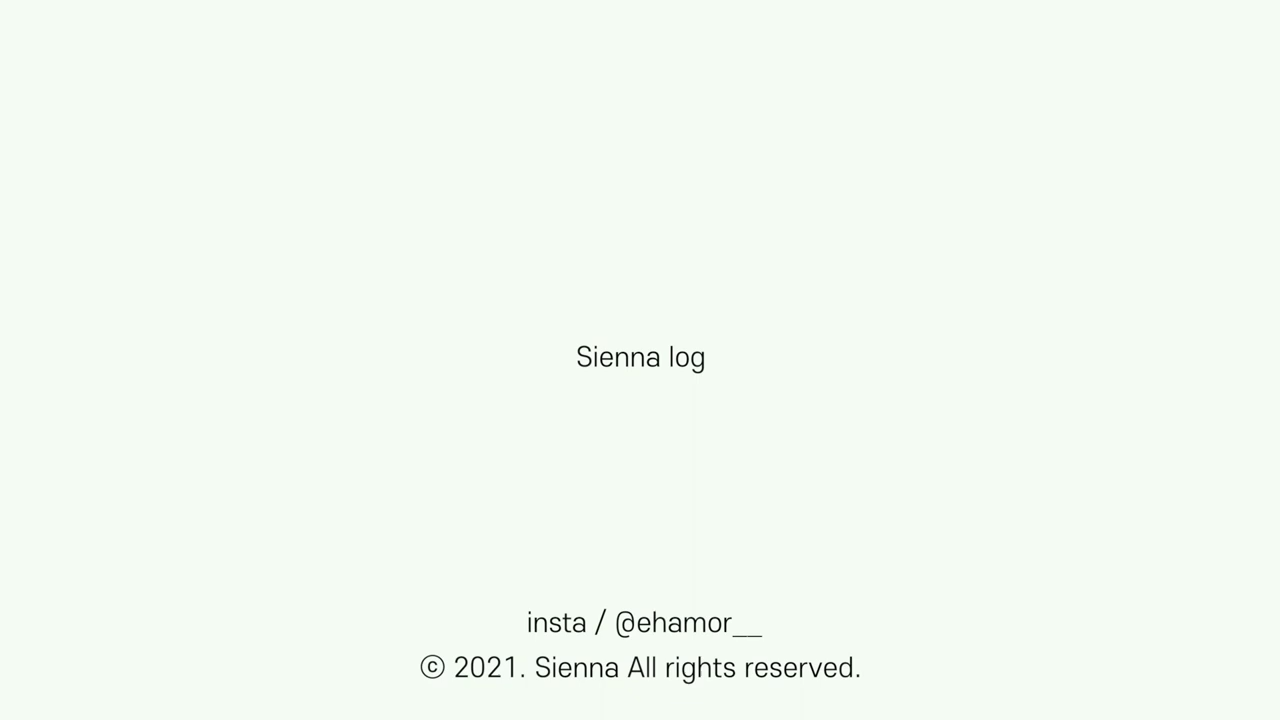 Sienna log
insta / @ehamor__
ⓒ 2021. Sienna All rights reserved.